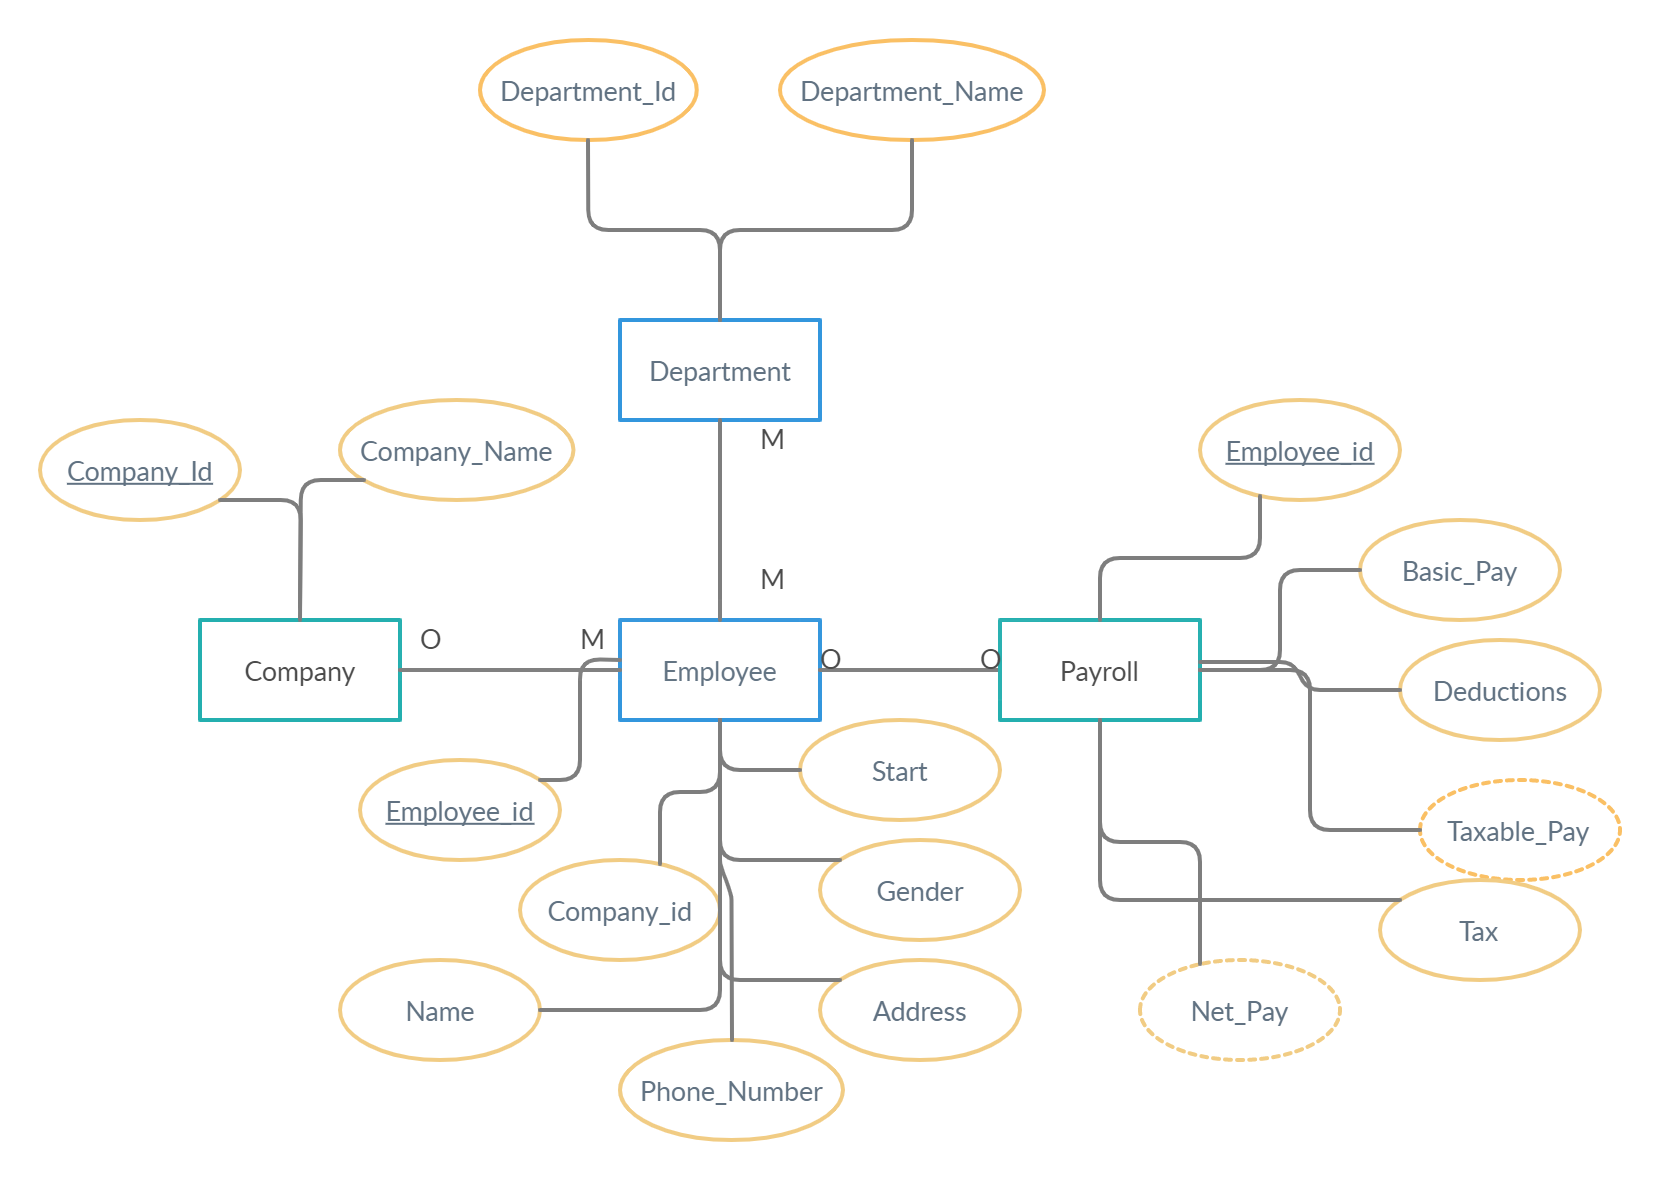 Department_Id
Department_Name
Department
M
Company_Id
Company_Name
Employee_id
Basic_Pay
M
O
M
Company
Employee
O
O
Payroll
Deductions
Start
Employee_id
Taxable_Pay
Company_id
Gender
Tax
Name
Address
Net_Pay
Phone_Number